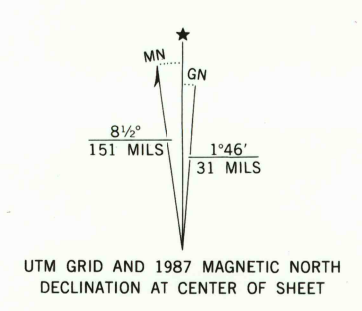 ★
MN
GN
8½°
151 MILS
1°46′
31 MILS
UTM GRID AND 1987 MAGNETIC NORTH
DECLINATION AT CENTER OF SHEET